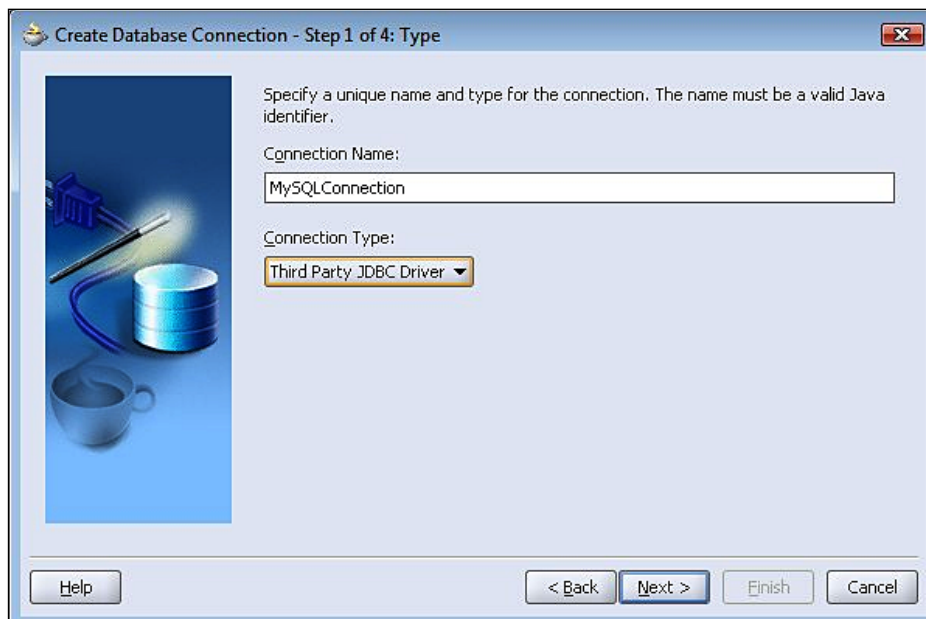 Create Database Connection - Step 1 of 4: Type
Specify a unique name and type for the connection. The name must be a valid Java
identifier.
Connection Name:
MySQLConnection
Connection Type:
Third Party JDBC Driver
Help
< Back
Next >
Finish
Cancel